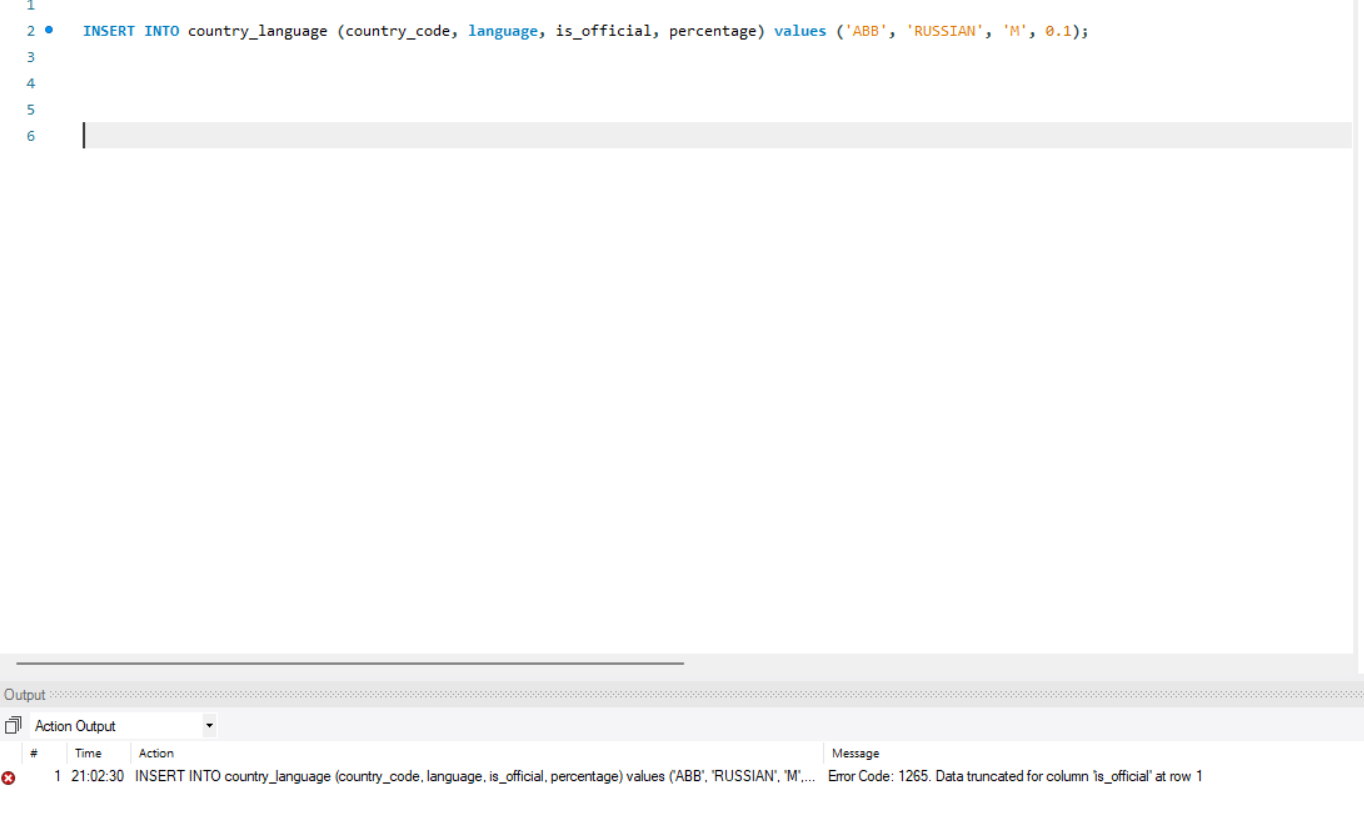 1
2 INSERT INTO country_language (country_code, language, is_official, percentage) values ('ABB', 'RUSSIAN', 'M', 0.1);
3
4
5
6
Output
Action Output
# Time Action Message
1 21:02:30 INSERT INTO country_language (country_code, language, is_official, percentage) values ('ABB', 'RUSSIAN', 'M',... Error Code: 1265. Data truncated for column 'is_official' at row 1